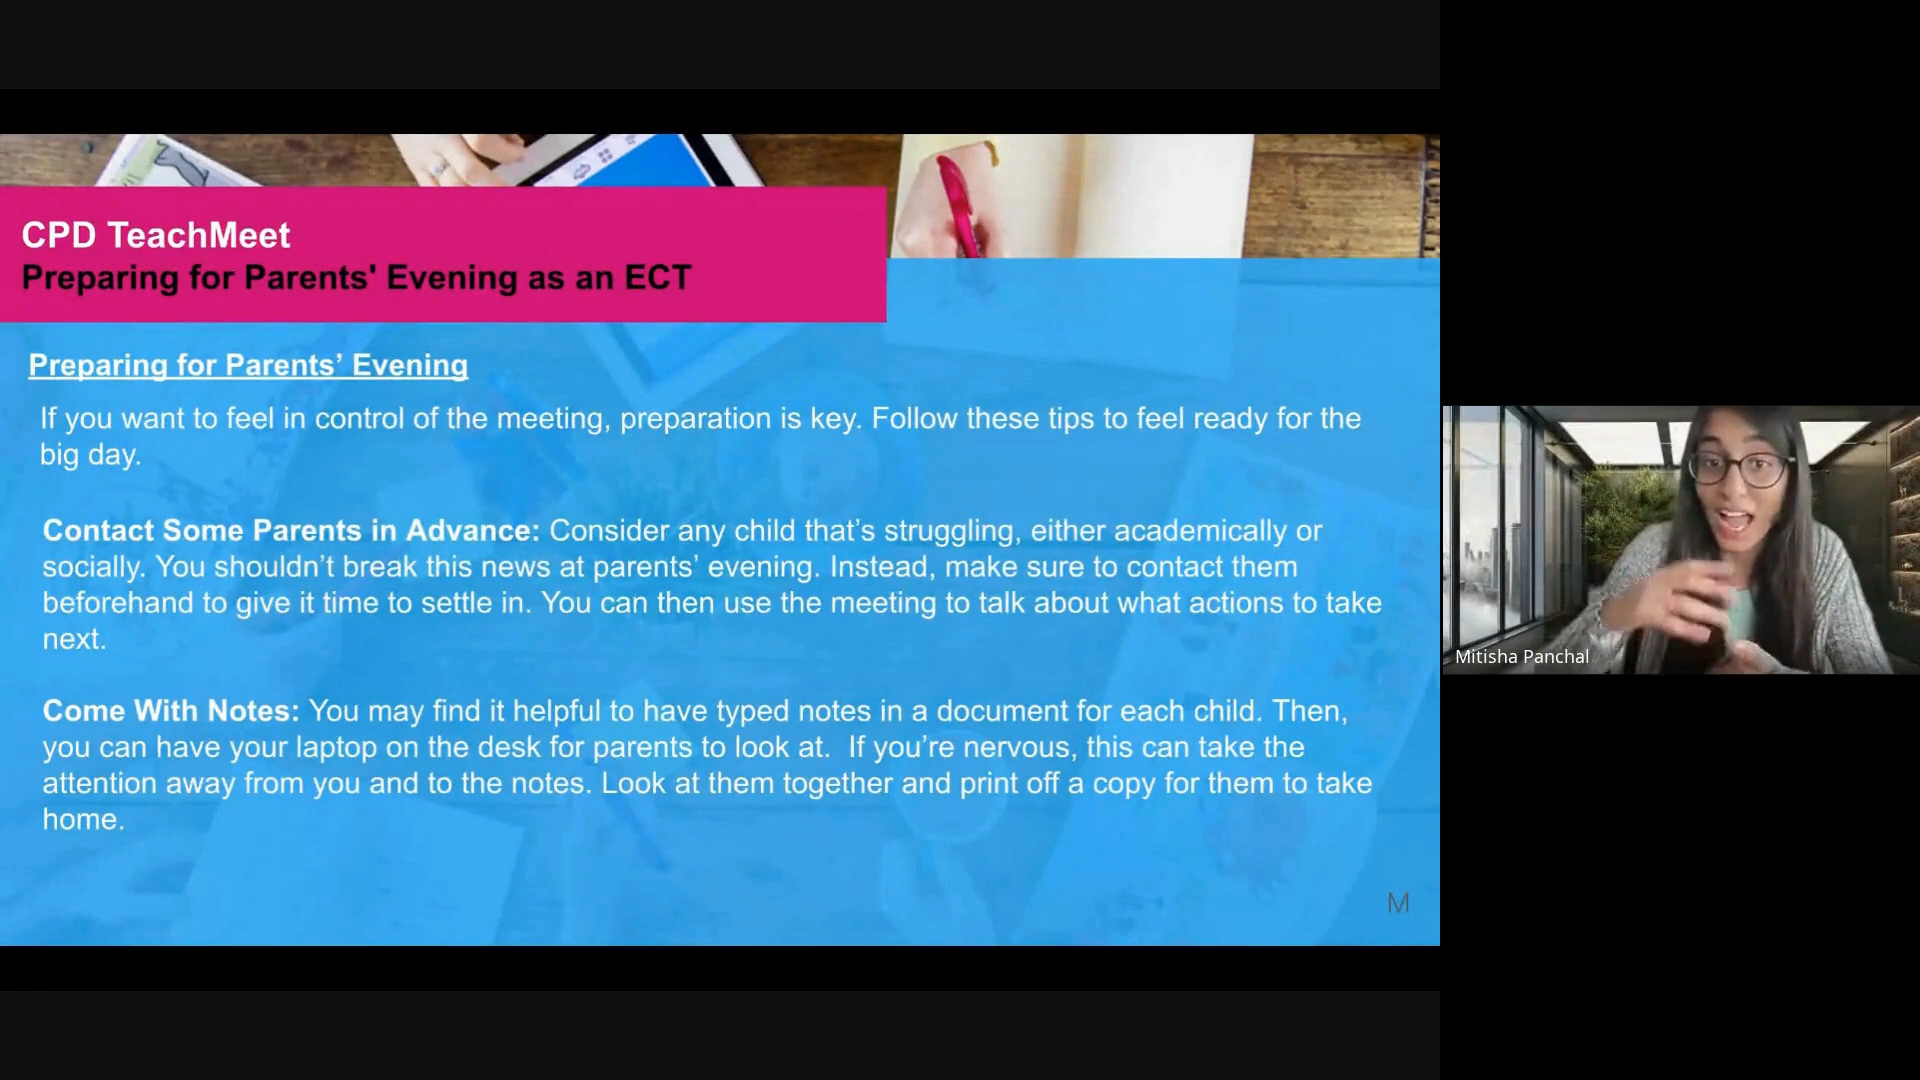 CPD TeachMeet
Preparing for Parents' Evening as an ECT
Preparing for Parents’ Evening
If you want to feel in control of the meeting, preparation is key. Follow these tips to feel ready for the
big day.
Contact Some Parents in Advance: Consider any child that’s struggling, either academically or
socially. You shouldn’t break this news at parents’ evening. Instead, make sure to contact them
beforehand to give it time to settle in. You can then use the meeting to talk about what actions to take
next.
Come With Notes: You may find it helpful to have typed notes in a document for each child. Then,
you can have your laptop on the desk for parents to look at.  If you’re nervous, this can take the
attention away from you and to the notes. Look at them together and print off a copy for them to take
home.
M
Mitisha Panchal